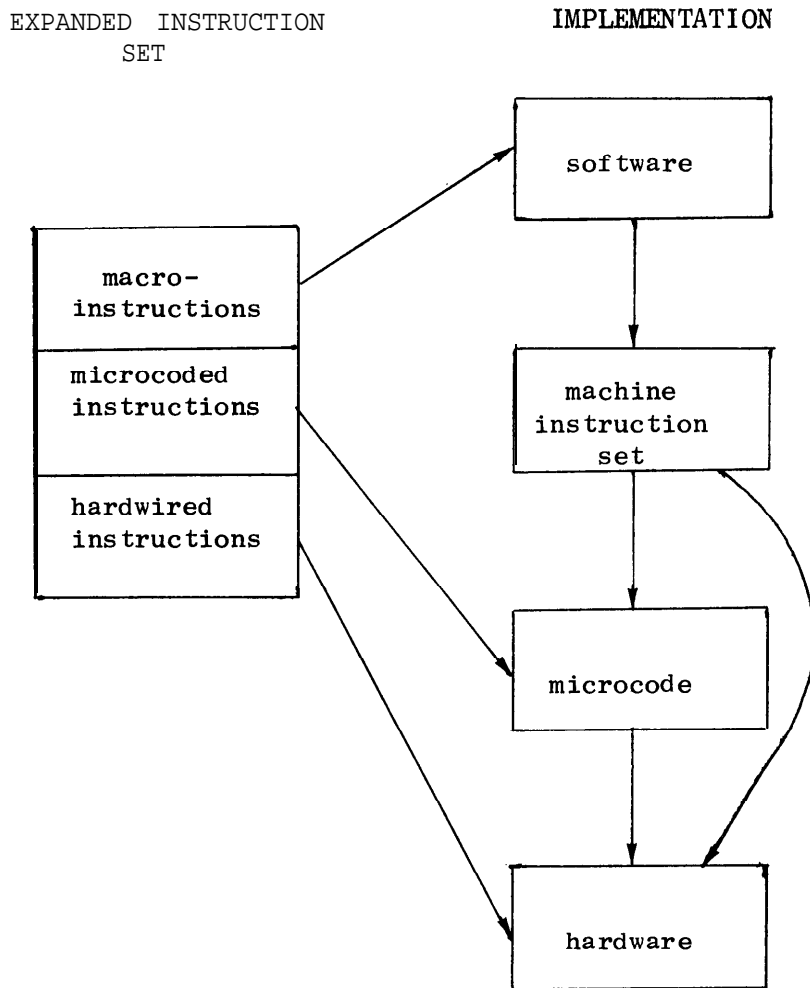 EXPANDED INSTRUCTION
SET
IMPLEMENTATION
software
macro-
instructions
microcoded
instructions
hardwired
instructions
machine
instruction
set
microcode
hardware